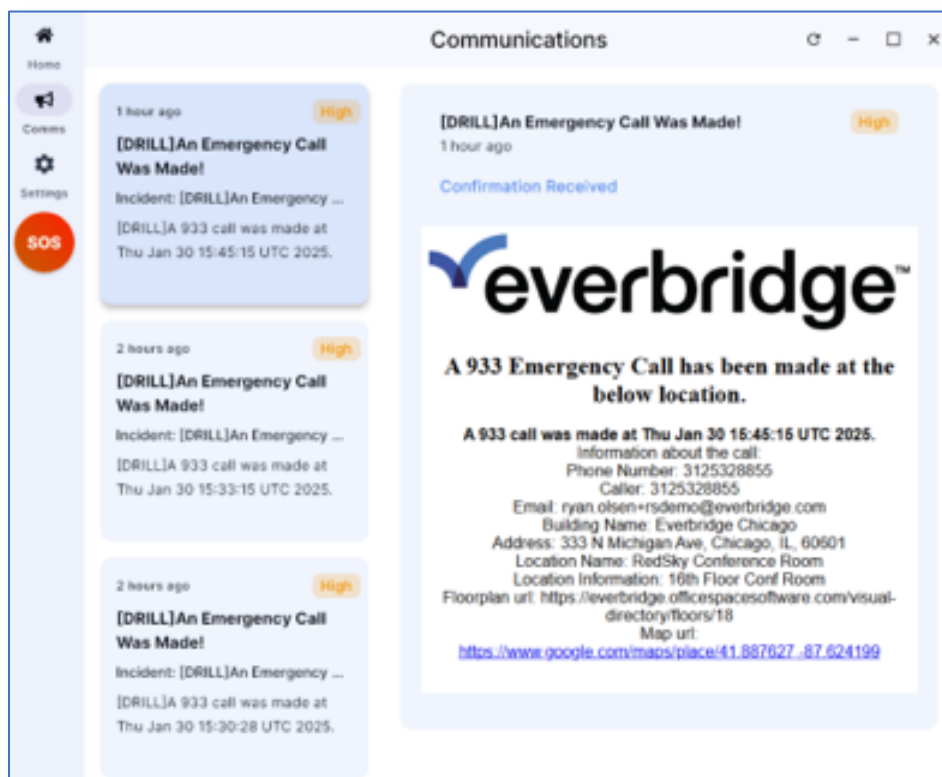 Communications
Home
Comms
Settings
SOS
1 hour ago
High
[DRILL]An Emergency Call
Was Made!
Incident: [DRILL]An Emergency ...
[DRILL]A 933 call was made at
Thu Jan 30 15:45:15 UTC 2025.
2 hours ago
High
[DRILL]An Emergency Call
Was Made!
Incident: [DRILL]An Emergency ...
[DRILL]A 933 call was made at
Thu Jan 30 15:33:15 UTC 2025.
2 hours ago
High
[DRILL]An Emergency Call
Was Made!
Incident: [DRILL]An Emergency ...
[DRILL]A 933 call was made at
Thu Jan 30 15:30:28 UTC 2025.
[DRILL]An Emergency Call Was Made!
High
1 hour ago
Confirmation Received
everbridge™
A 933 Emergency Call has been made at the
below location.
A 933 call was made at Thu Jan 30 15:45:15 UTC 2025.
Information about the call:
Phone Number: 3125328855
Caller: 3125328855
Email: ryan.olsen+rsdemo@everbridge.com
Building Name: Everbridge Chicago
Address: 333 N Michigan Ave, Chicago, IL, 60601
Location Name: RedSky Conference Room
Location Information: 16th Floor Conf Room
Floorplan url: https://everbridge.officespacesoftware.com/visual-
directory/floors/18
Map url:
https://www.google.com/maps/place/41.887627,-87.624199